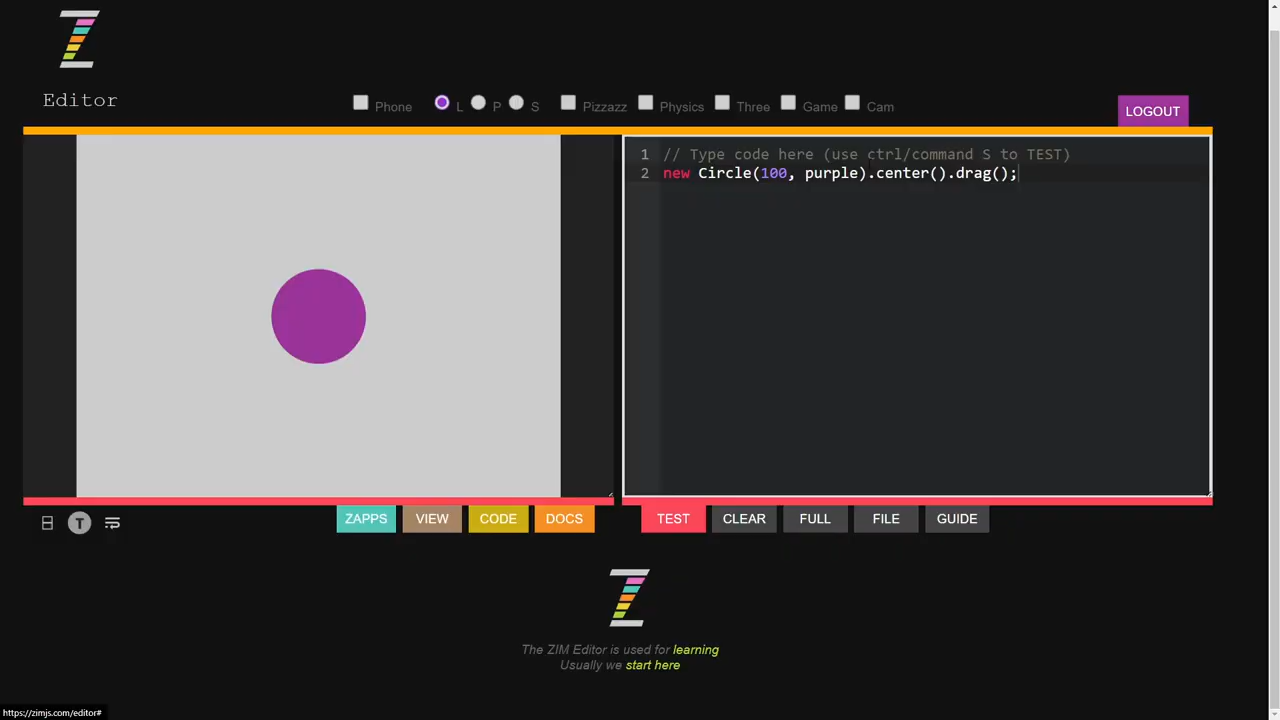 Editor
Phone L P S Pizzazz Physics Three Game Cam
LOGOUT
1 // Type code here (use ctrl/command S to TEST)
2 new Circle(100, purple).center().drag();
T
ZAPPS VIEW CODE DOCS
TEST CLEAR FULL FILE GUIDE
The ZIM Editor is used for learning
Usually we start here
https://zimjs.com/editor#